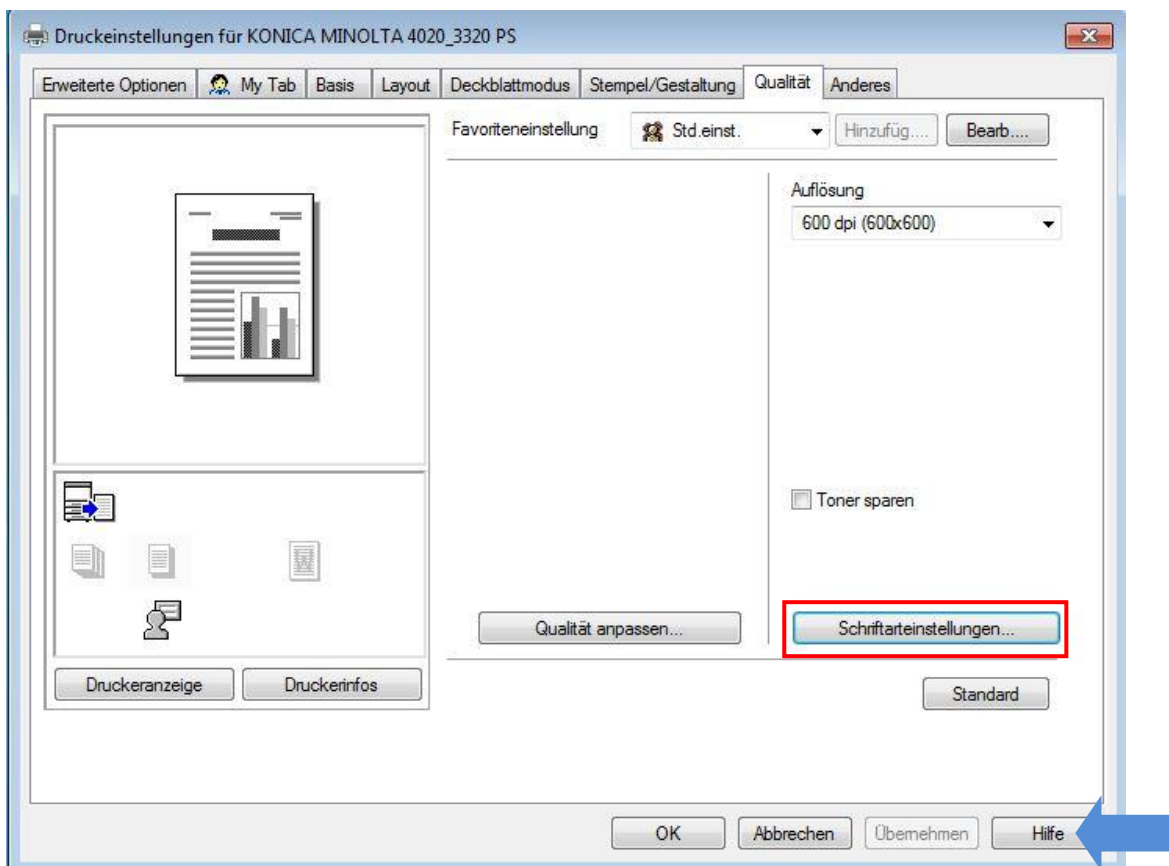 Druckeinstellungen für KONICA MINOLTA 4020_3320 PS
Erweiterte Optionen My Tab Basis Layout Deckblattmodus Stempel/Gestaltung Qualität Anderes
Favoriteneinstellung Std.einst. Hinzufüg.... Bearb....
Auflösung
600 dpi (600x600)
Toner sparen
Qualität anpassen... Schriftarteinstellungen...
Druckeranzeige Druckerinfos
Standard
OK Abbrechen Übernehmen Hilfe